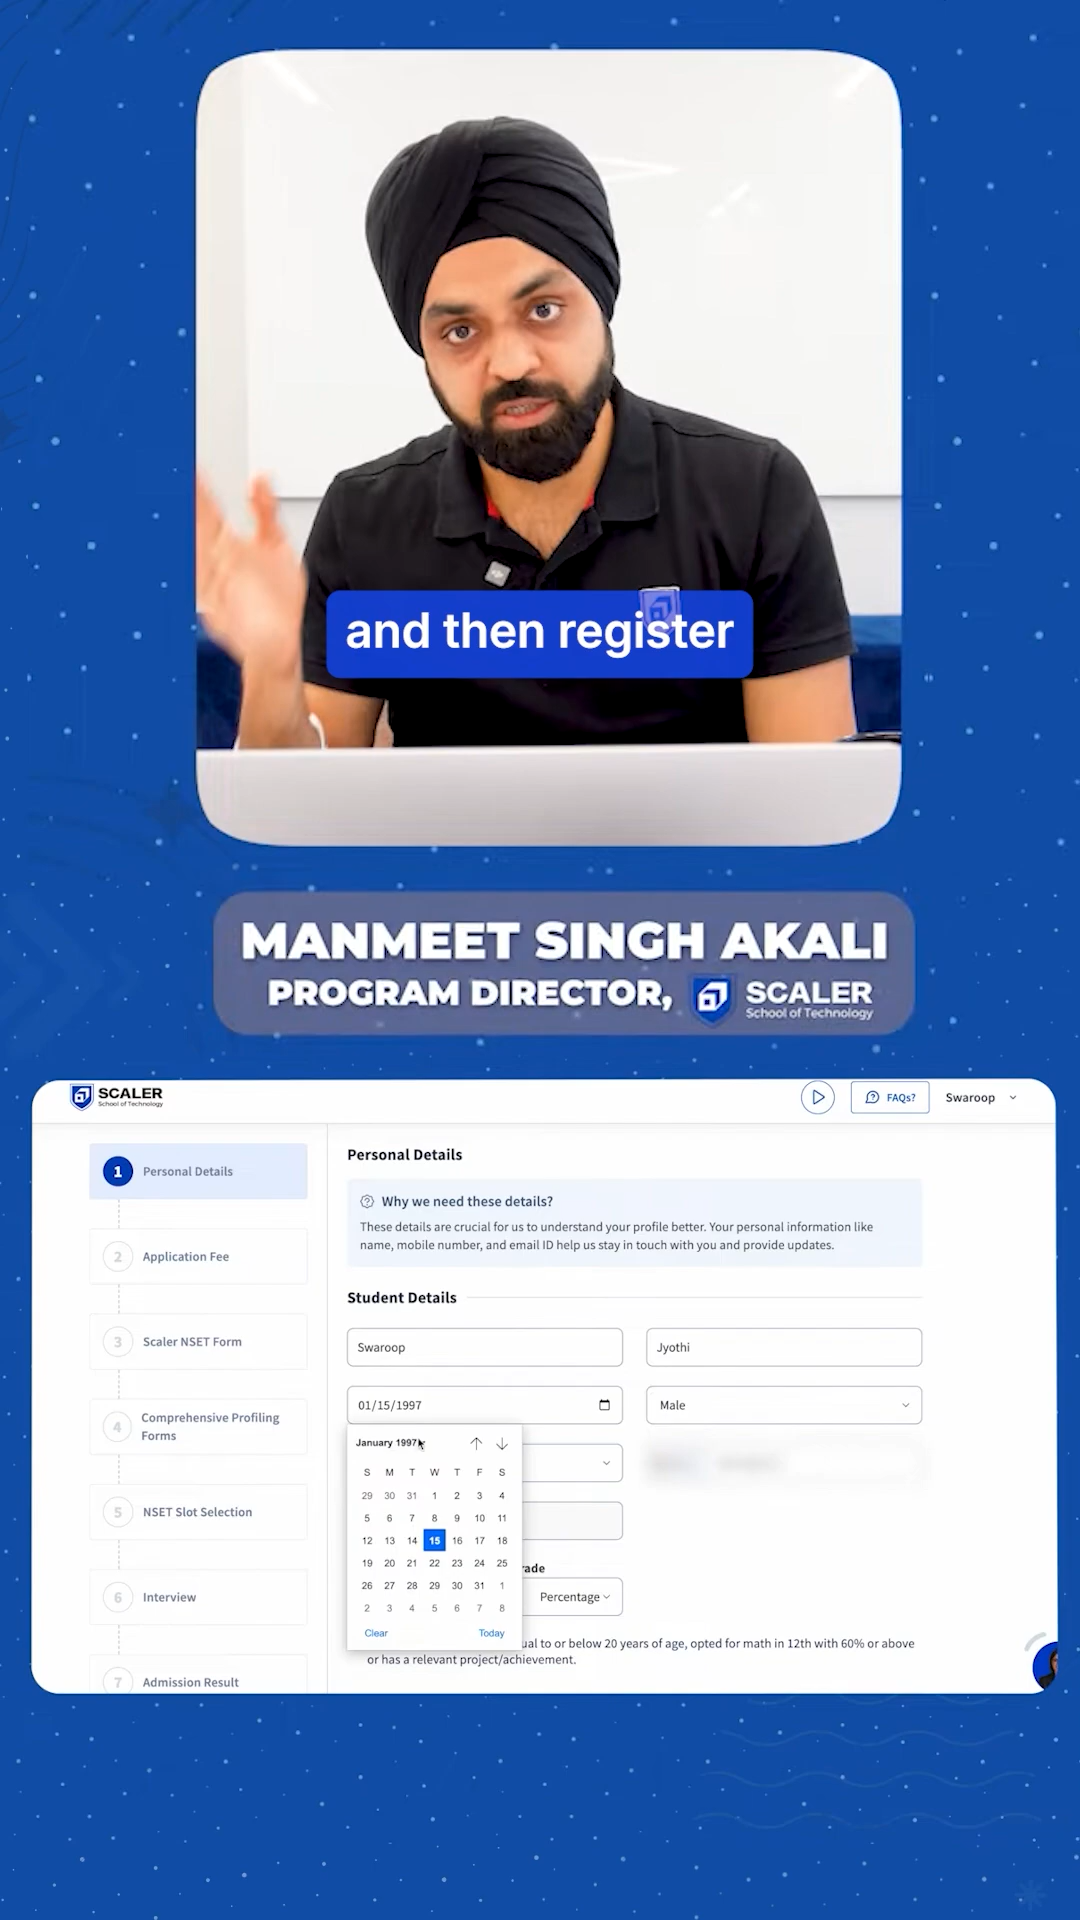 and then register
MANMEET SINGH AKALI
PROGRAM DIRECTOR, SCALER
School of Technology
SCALER
School of Technology
FAQs?
Swaroop
1 Personal Details
2 Application Fee
3 Scaler NSET Form
4 Comprehensive Profiling
Forms
5 NSET Slot Selection
6 Interview
7 Admission Result
Personal Details
Why we need these details?
These details are crucial for us to understand your profile better. Your personal information like
name, mobile number, and email ID help us stay in touch with you and provide updates.
Student Details
Swaroop Jyothi
01/15/1997 Male
January 1997
S M T W T F S
29 30 31 1 2 3 4
5 6 7 8 9 10 11
12 13 14 15 16 17 18
19 20 21 22 23 24 25
26 27 28 29 30 31 1
2 3 4 5 6 7 8
Clear Today
rade
Percentage
ual to or below 20 years of age, opted for math in 12th with 60% or above
or has a relevant project/achievement.